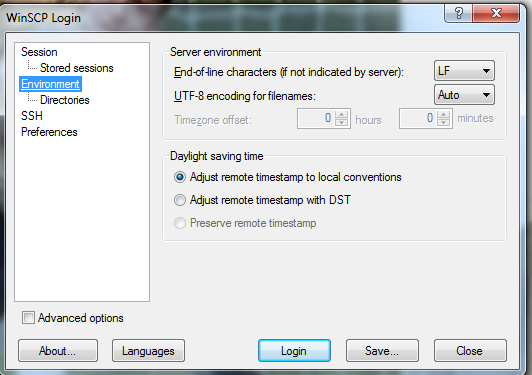 WinSCP Login
Session
Stored sessions
Environment
Directories
SSH
Preferences
Server environment
End-of-line characters (if not indicated by server): LF
UTF-8 encoding for filenames: Auto
Timezone offset: 0 hours 0 minutes
Daylight saving time
Adjust remote timestamp to local conventions
Adjust remote timestamp with DST
Preserve remote timestamp
Advanced options
About... Languages Login Save... Close